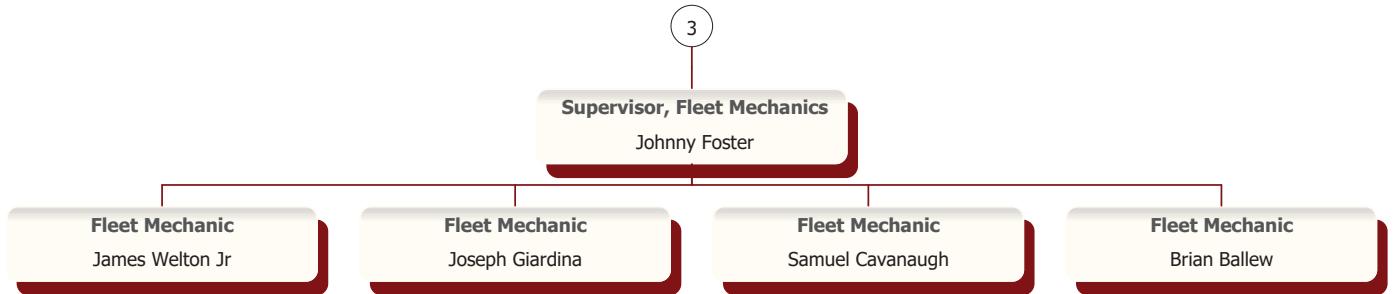 3
Supervisor, Fleet Mechanics
Johnny Foster
Fleet Mechanic
James Welton Jr
Fleet Mechanic
Joseph Giardina
Fleet Mechanic
Samuel Cavanaugh
Fleet Mechanic
Brian Ballew